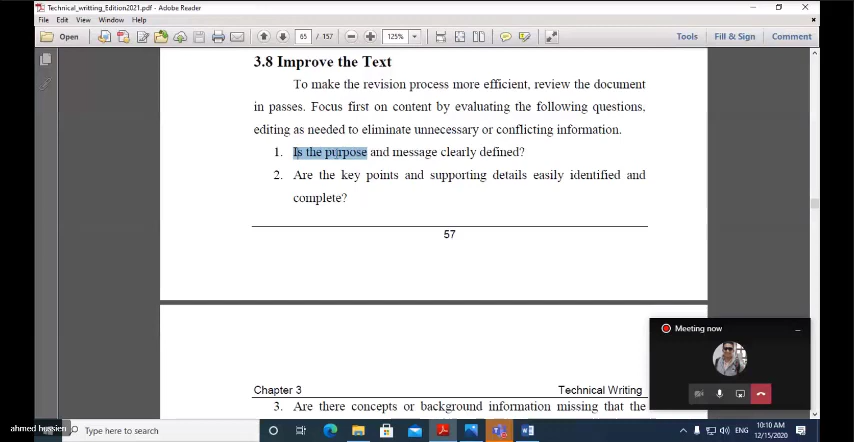 Technical_writting_Edition2021.pdf - Adobe Reader
File Edit View Window Help
Open 65 / 157 125% Tools Fill & Sign Comment
3.8 Improve the Text
To make the revision process more efficient, review the document
in passes. Focus first on content by evaluating the following questions,
editing as needed to eliminate unnecessary or conflicting information.
1. Is the purpose and message clearly defined?
2. Are the key points and supporting details easily identified and
complete?
57
Meeting now
Chapter 3 Technical Writing
3. Are there concepts or background information missing that the
ahmed hussien
Type here to search
ENG
10:10 AM
12/15/2020